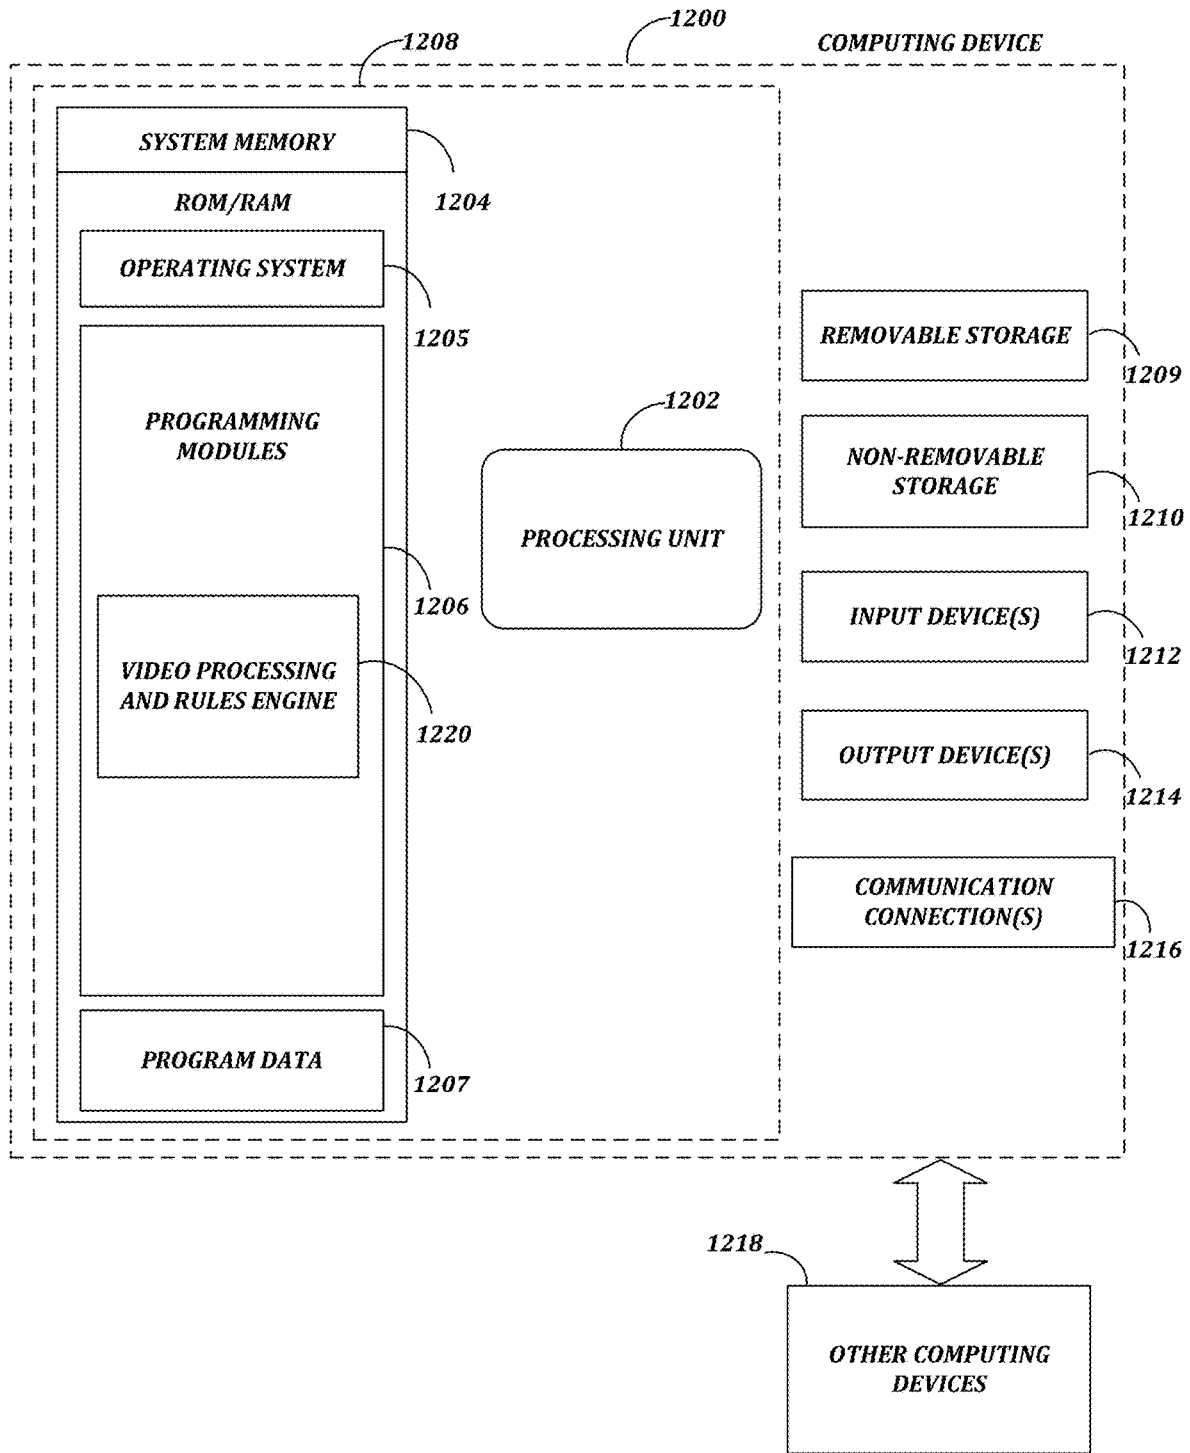 1200
COMPUTING DEVICE
1208
SYSTEM MEMORY
1204
ROM/RAM
OPERATING SYSTEM
1205
PROGRAMMING
MODULES
1206
VIDEO PROCESSING
AND RULES ENGINE
1220
PROGRAM DATA
1207
1202
PROCESSING UNIT
REMOVABLE STORAGE
1209
NON-REMOVABLE
STORAGE
1210
INPUT DEVICE(S)
1212
OUTPUT DEVICE(S)
1214
COMMUNICATION
CONNECTION(S)
1216
1218
OTHER COMPUTING
DEVICES